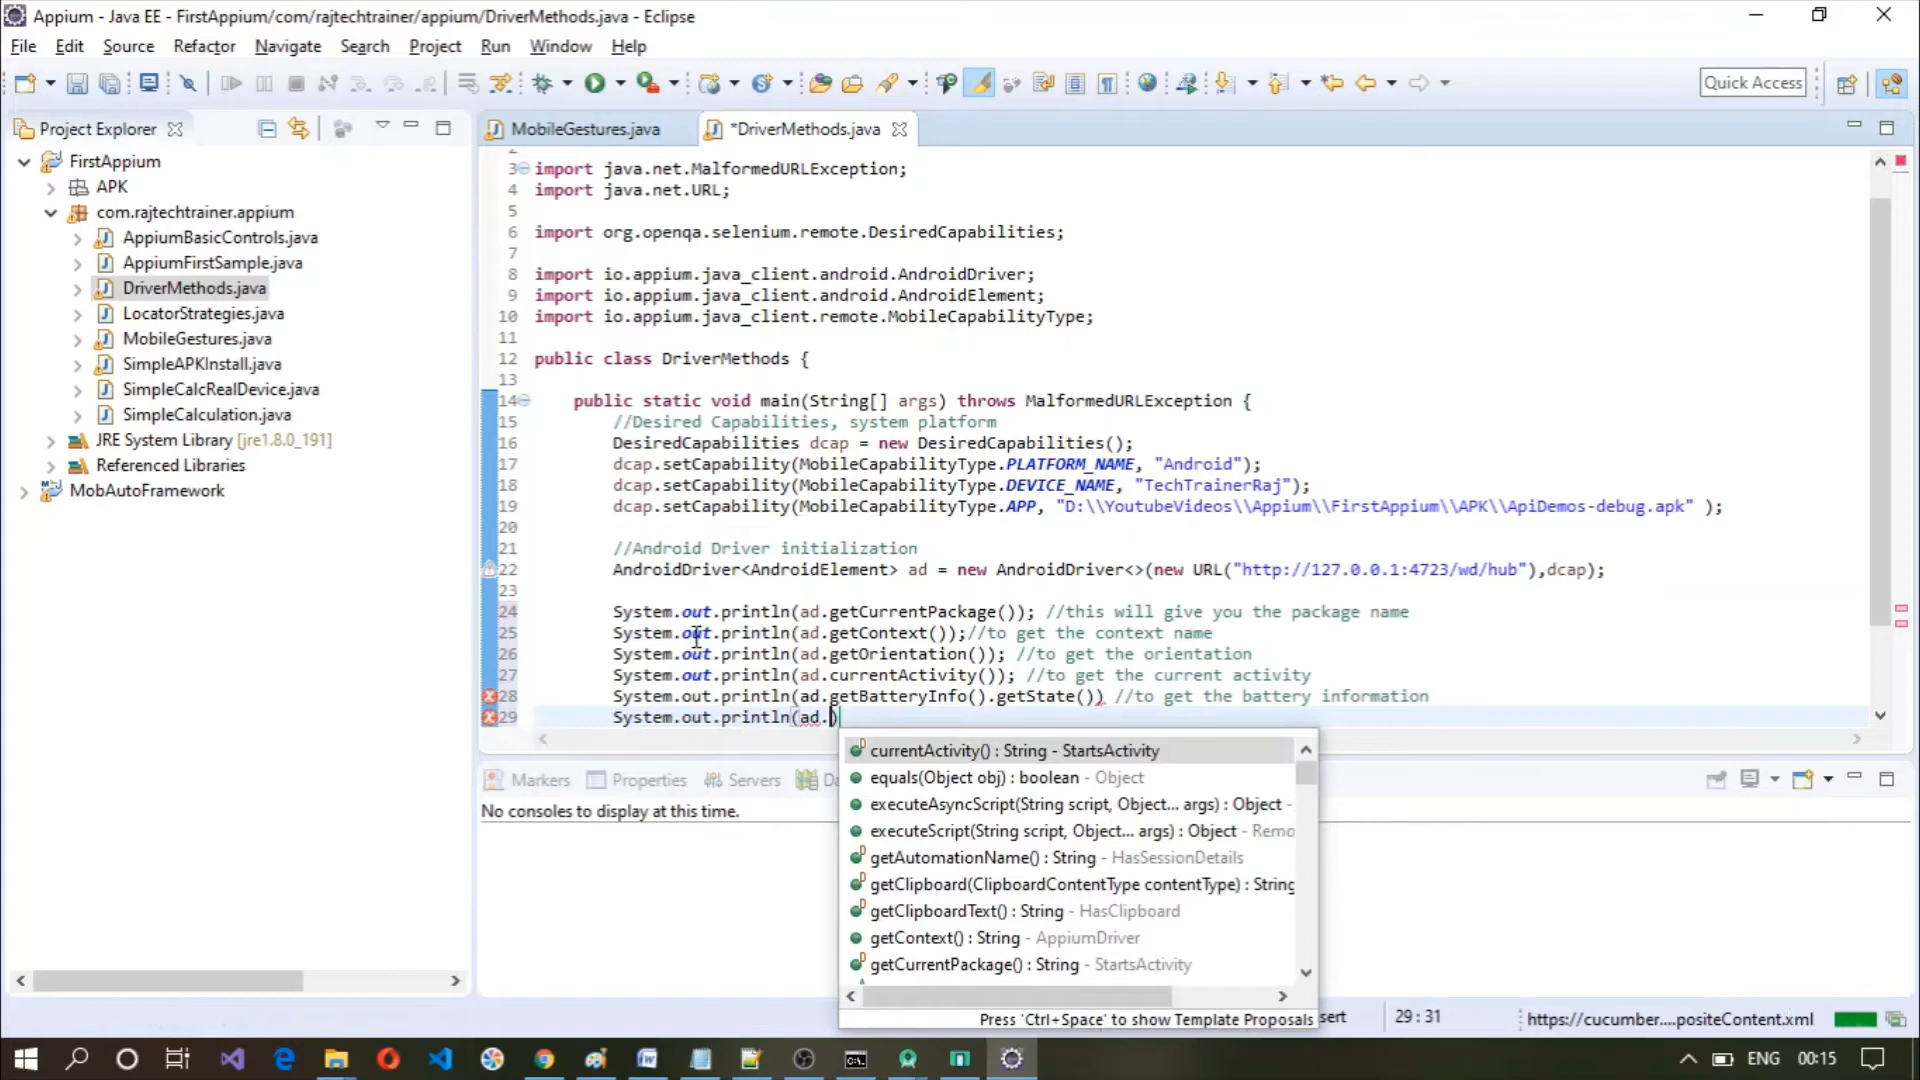 Appium - Java EE - FirstAppium/com/rajtechtrainer/appium/DriverMethods.java - Eclipse
File Edit Source Refactor Navigate Search Project Run Window Help
Quick Access
Project Explorer
FirstAppium
APK
com.rajtechtrainer.appium
AppiumBasicControls.java
AppiumFirstSample.java
DriverMethods.java
LocatorStrategies.java
MobileGestures.java
SimpleAPKInstall.java
SimpleCalcRealDevice.java
SimpleCalculation.java
JRE System Library [jre1.8.0_191]
Referenced Libraries
MobAutoFramework
MobileGestures.java *DriverMethods.java
3 import java.net.MalformedURLException;
4 import java.net.URL;
5
6 import org.openqa.selenium.remote.DesiredCapabilities;
7
8 import io.appium.java_client.android.AndroidDriver;
9 import io.appium.java_client.android.AndroidElement;
10 import io.appium.java_client.remote.MobileCapabilityType;
11
12 public class DriverMethods {
13
14 public static void main(String[] args) throws MalformedURLException {
15 //Desired Capabilities, system platform
16 DesiredCapabilities dcap = new DesiredCapabilities();
17 dcap.setCapability(MobileCapabilityType.PLATFORM_NAME, "Android");
18 dcap.setCapability(MobileCapabilityType.DEVICE_NAME, "TechTrainerRaj");
19 dcap.setCapability(MobileCapabilityType.APP, "D:\\YoutubeVideos\\Appium\\FirstAppium\\APK\\ApiDemos-debug.apk" );
20
21 //Android Driver initialization
22 AndroidDriver<AndroidElement> ad = new AndroidDriver<>(new URL("http://127.0.0.1:4723/wd/hub"),dcap);
23
24 System.out.println(ad.getCurrentPackage()); //this will give you the package name
25 System.out.println(ad.getContext());//to get the context name
26 System.out.println(ad.getOrientation()); //to get the orientation
27 System.out.println(ad.currentActivity()); //to get the current activity
28 System.out.println(ad.getBatteryInfo().getState()) //to get the battery information
29 System.out.println(ad.)
currentActivity() : String - StartsActivity
equals(Object obj) : boolean - Object
executeAsyncScript(String script, Object... args) : Object -
executeScript(String script, Object... args) : Object - Remo
getAutomationName() : String - HasSessionDetails
getClipboard(ClipboardContentType contentType) : String
getClipboardText() : String - HasClipboard
getContext() : String - AppiumDriver
getCurrentPackage() : String - StartsActivity
Press 'Ctrl+Space' to show Template Proposals
Markers Properties Servers Da
No consoles to display at this time.
sert 29 : 31 https://cucumber....positeContent.xml
ENG 00:15